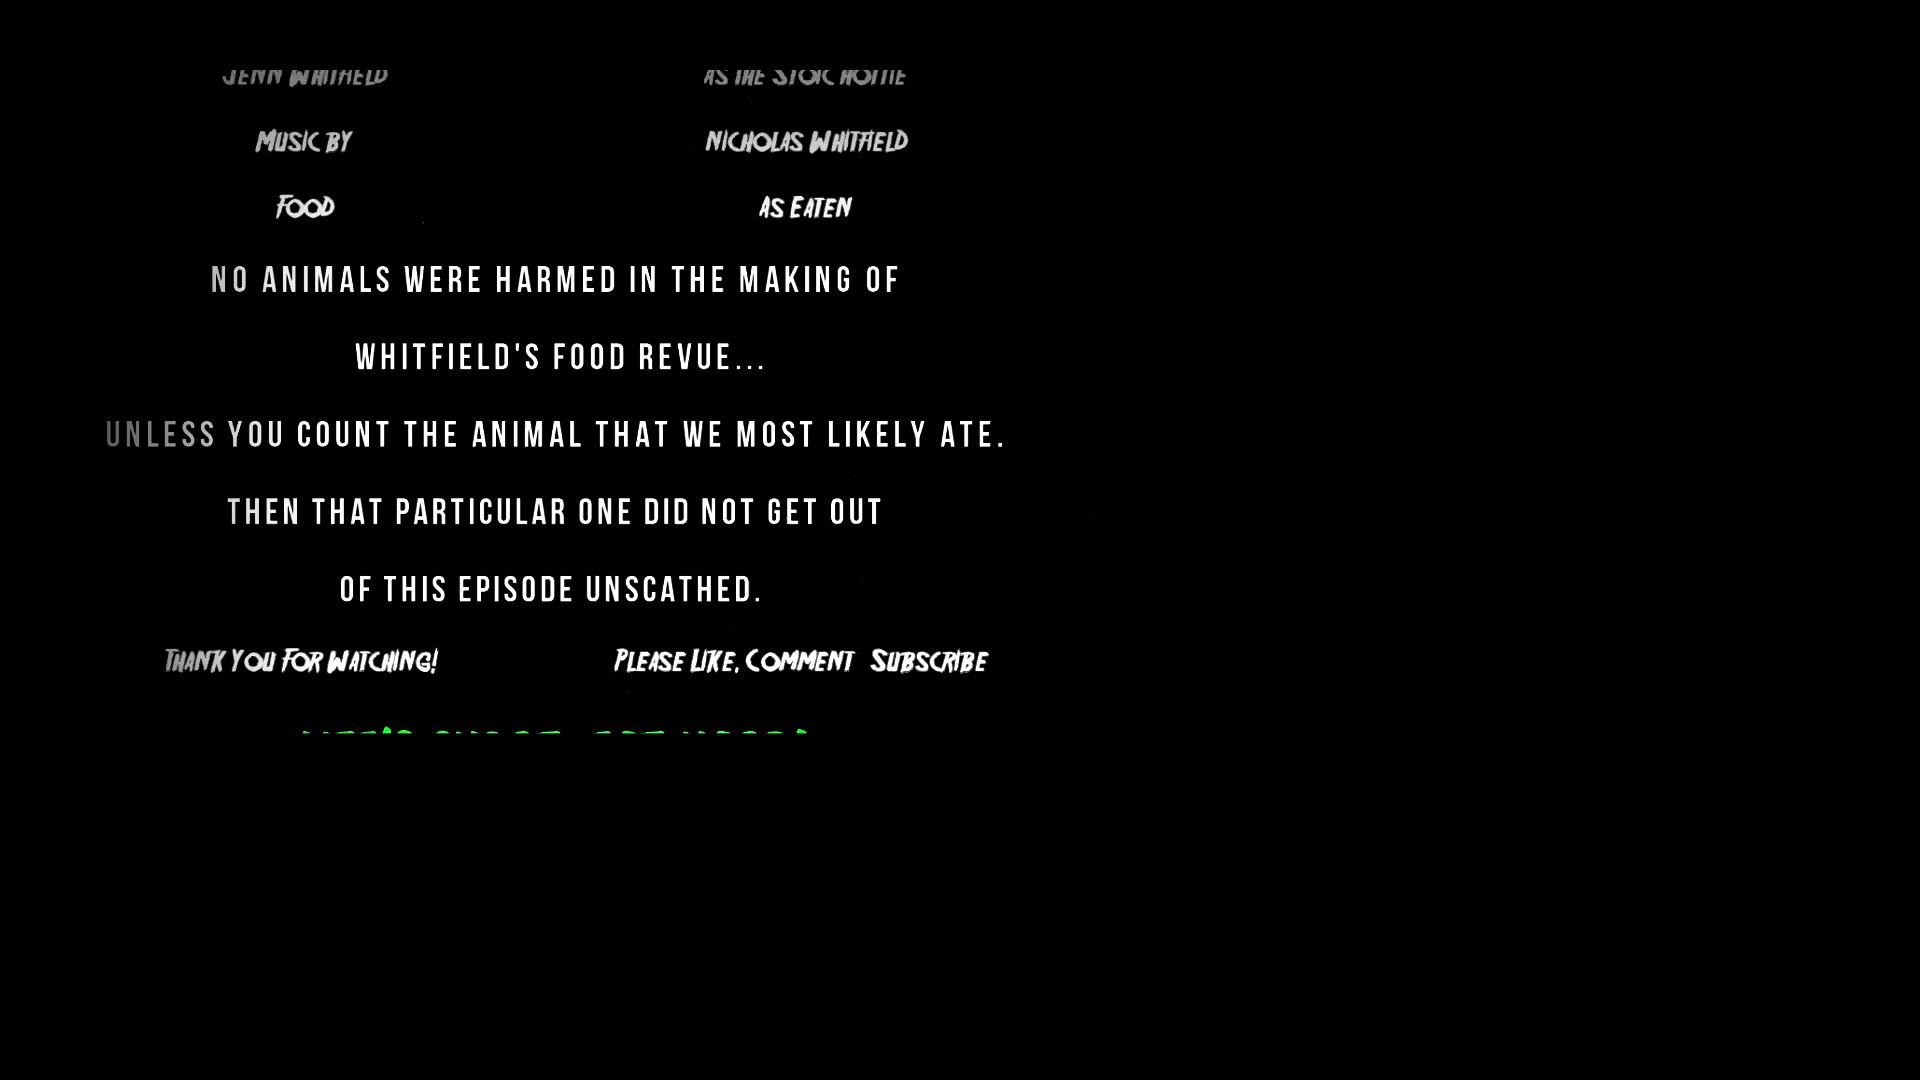 Jenn Whitfield as the Stoic Homie
Music by Nicholas Whitfield
Food as Eaten
NO ANIMALS WERE HARMED IN THE MAKING OF
WHITFIELD'S FOOD REVUE...
UNLESS YOU COUNT THE ANIMAL THAT WE MOST LIKELY ATE.
THEN THAT PARTICULAR ONE DID NOT GET OUT
OF THIS EPISODE UNSCATHED.
Thank You For Watching! Please Like, Comment Subscribe